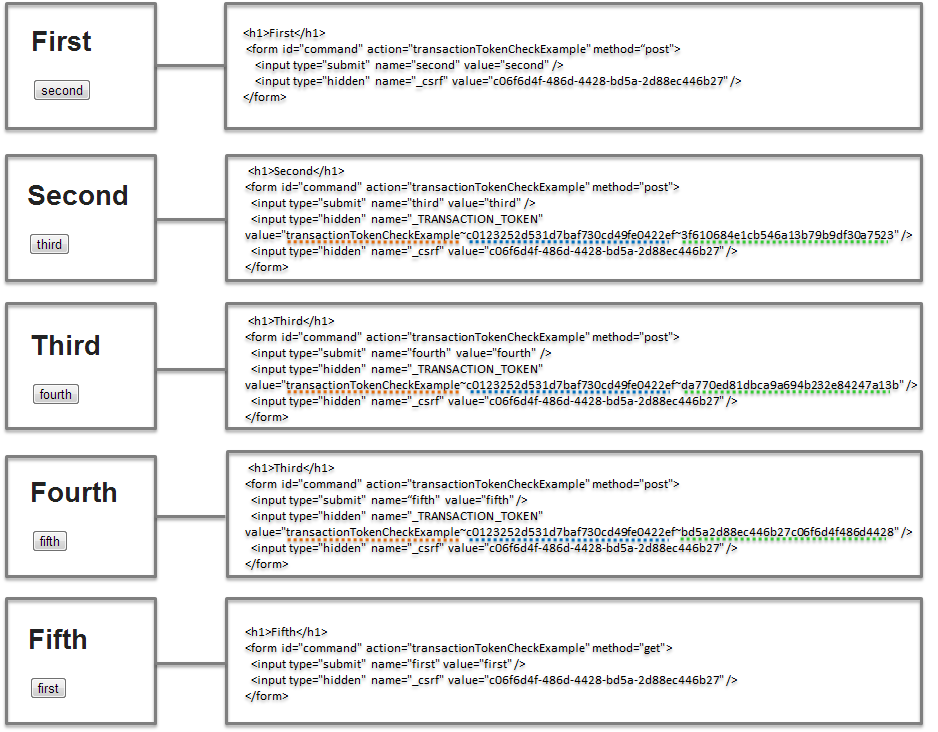 First
second
<h1>First</h1>
<form id="command" action="transactionTokenCheckExample" method=“post">
<input type="submit" name="second" value="second" />
<input type="hidden" name="_csrf" value="c06f6d4f-486d-4428-bd5a-2d88ec446b27" />
</form>
Second
third
<h1>Second</h1>
<form id="command" action="transactionTokenCheckExample" method="post">
<input type="submit" name="third" value="third" />
<input type="hidden" name="_TRANSACTION_TOKEN"
value="transactionTokenCheckExample~c0123252d531d7baf730cd49fe0422ef~3f610684e1cb546a13b79b9df30a7523" />
<input type="hidden" name="_csrf" value="c06f6d4f-486d-4428-bd5a-2d88ec446b27" />
</form>
Third
fourth
<h1>Third</h1>
<form id="command" action="transactionTokenCheckExample" method="post">
<input type="submit" name="fourth" value="fourth" />
<input type="hidden" name="_TRANSACTION_TOKEN"
value="transactionTokenCheckExample~c0123252d531d7baf730cd49fe0422ef~da770ed81dbca9a694b232e84247a13b" />
<input type="hidden" name="_csrf" value="c06f6d4f-486d-4428-bd5a-2d88ec446b27" />
</form>
Fourth
fifth
<h1>Third</h1>
<form id="command" action="transactionTokenCheckExample" method="post">
<input type="submit" name=“fifth" value="fifth" />
<input type="hidden" name="_TRANSACTION_TOKEN"
value="transactionTokenCheckExample~c0123252d531d7baf730cd49fe0422ef~bd5a2d88ec446b27c06f6d4f486d4428" />
<input type="hidden" name="_csrf" value="c06f6d4f-486d-4428-bd5a-2d88ec446b27" />
</form>
Fifth
first
<h1>Fifth</h1>
<form id="command" action="transactionTokenCheckExample" method="get">
<input type="submit" name="first" value="first" />
<input type="hidden" name="_csrf" value="c06f6d4f-486d-4428-bd5a-2d88ec446b27" />
</form>